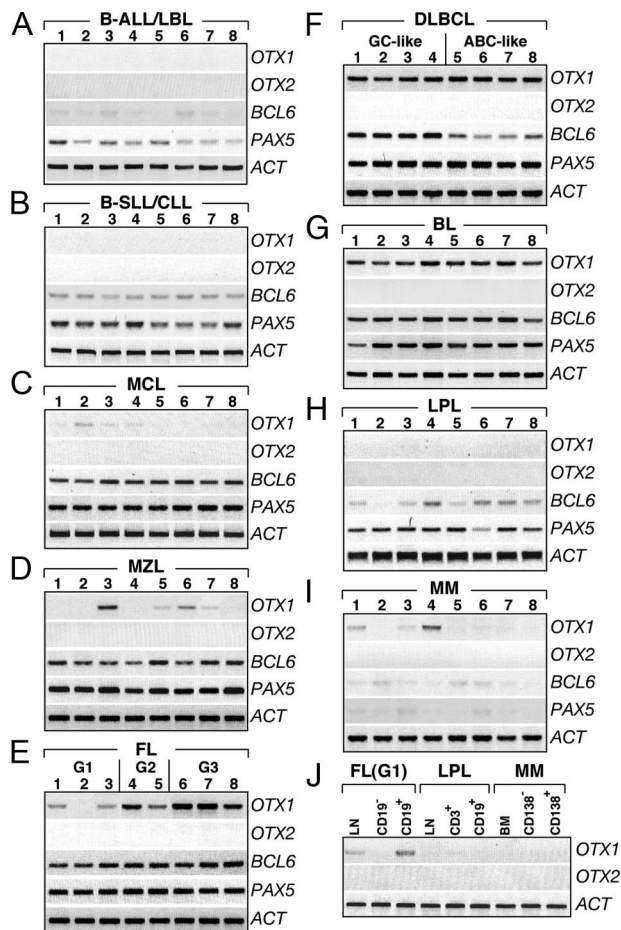 A
B-ALL/LBL
1 2 3 4 5 6 7 8
OTX1
OTX2
BCL6
PAX5
ACT
B
B-SLL/CLL
1 2 3 4 5 6 7 8
OTX1
OTX2
BCL6
PAX5
ACT
C
MCL
1 2 3 4 5 6 7 8
OTX1
OTX2
BCL6
PAX5
ACT
D
MZL
1 2 3 4 5 6 7 8
OTX1
OTX2
BCL6
PAX5
ACT
E
FL
G1 G2 G3
1 2 3 4 5 6 7 8
OTX1
OTX2
BCL6
PAX5
ACT
F
DLBCL
GC-like ABC-like
1 2 3 4 5 6 7 8
OTX1
OTX2
BCL6
PAX5
ACT
G
BL
1 2 3 4 5 6 7 8
OTX1
OTX2
BCL6
PAX5
ACT
H
LPL
1 2 3 4 5 6 7 8
OTX1
OTX2
BCL6
PAX5
ACT
I
MM
1 2 3 4 5 6 7 8
OTX1
OTX2
BCL6
PAX5
ACT
J
FL(G1) LPL MM
LN CD19⁻ CD19⁺ LN CD3⁺ CD19⁺ BM CD138⁻ CD138⁺
OTX1
OTX2
ACT